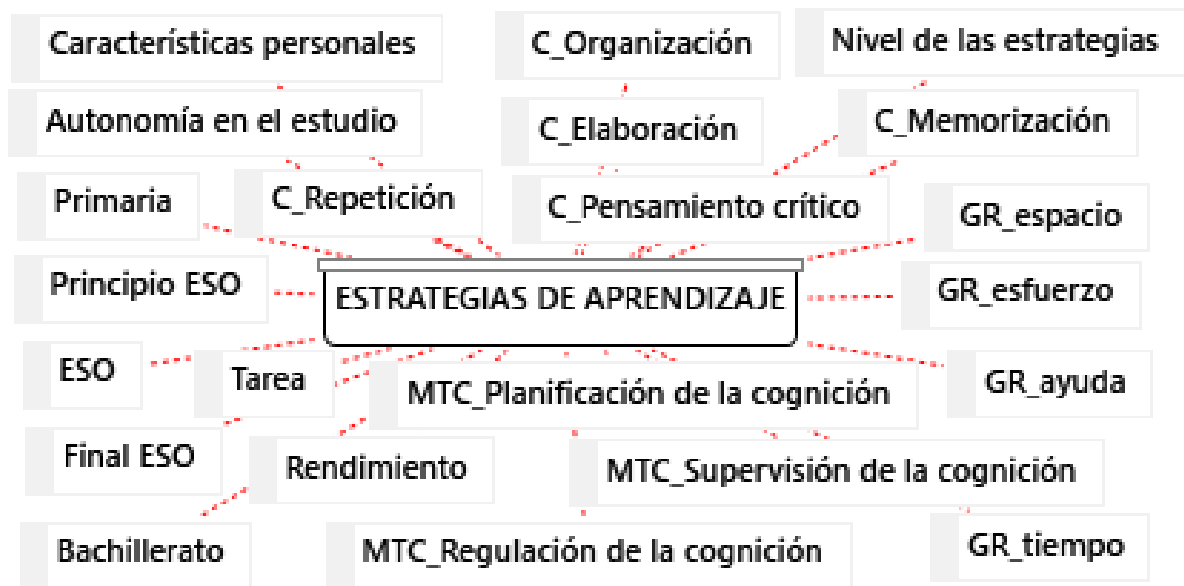 Características personales
C_Organización
Nivel de las estrategias
Autonomía en el estudio
C_Elaboración
C_Memorización
Primaria
C_Repetición
C_Pensamiento crítico
GR_espacio
Principio ESO
ESTRATEGIAS DE APRENDIZAJE
GR_esfuerzo
ESO
Tarea
MTC_Planificación de la cognición
GR_ayuda
Final ESO
Rendimiento
MTC_Supervisión de la cognición
Bachillerato
MTC_Regulación de la cognición
GR_tiempo